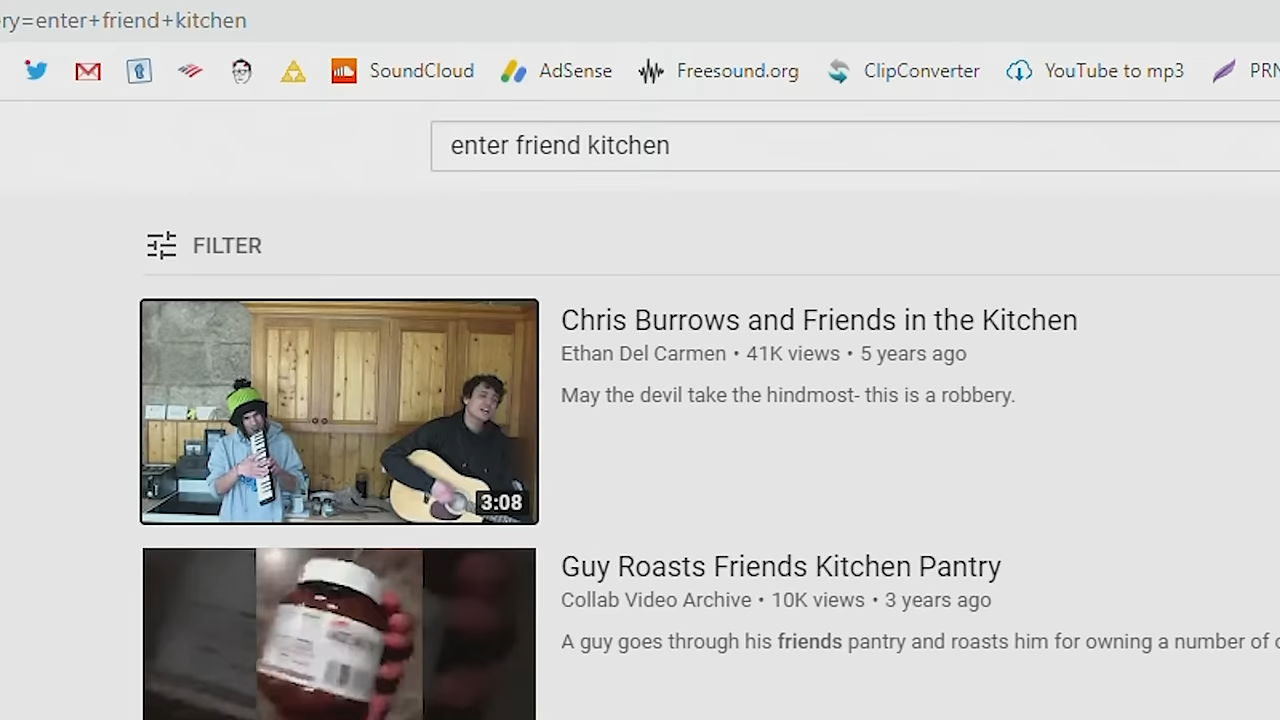 ry=enter+friend+kitchen
SoundCloud AdSense Freesound.org ClipConverter YouTube to mp3 PRN
enter friend kitchen
FILTER
Chris Burrows and Friends in the Kitchen
Ethan Del Carmen • 41K views • 5 years ago
May the devil take the hindmost- this is a robbery.
3:08
Guy Roasts Friends Kitchen Pantry
Collab Video Archive • 10K views • 3 years ago
A guy goes through his friends pantry and roasts him for owning a number of